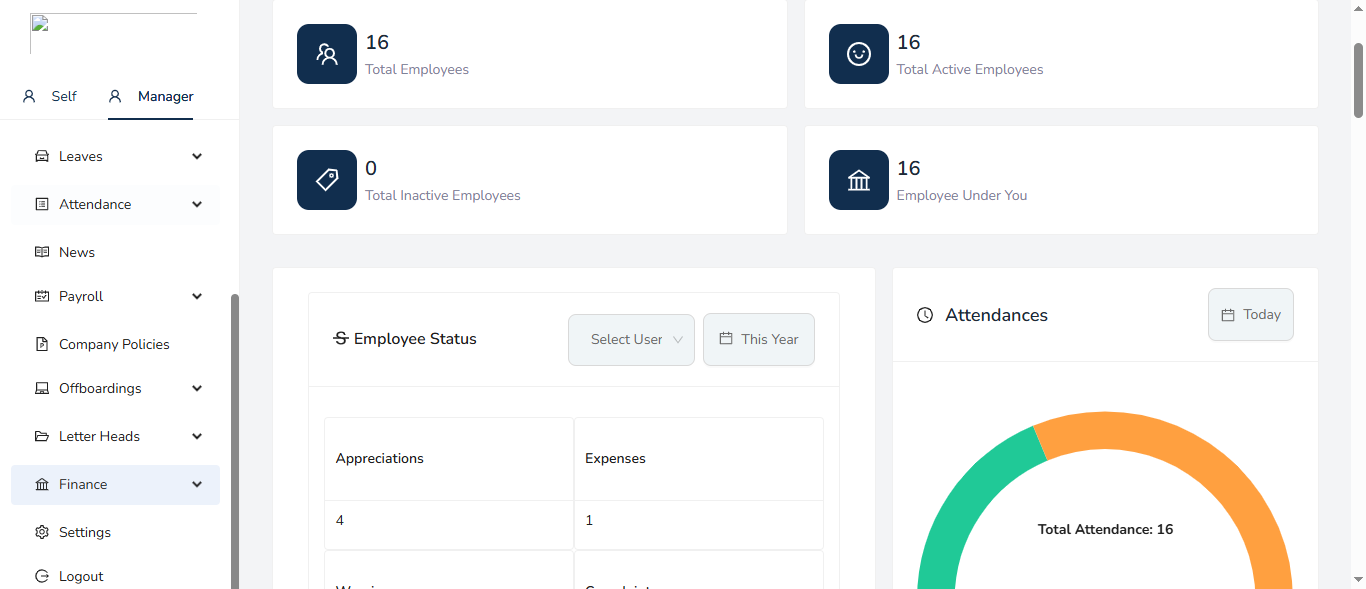 Self
Manager
Leaves
Attendance
News
Payroll
Company Policies
Offboardings
Letter Heads
Finance
Settings
Logout
16
Total Employees
16
Total Active Employees
0
Total Inactive Employees
16
Employee Under You
Employee Status
Select User
This Year
Appreciations
Expenses
4
1
Attendances
Today
Total Attendance: 16